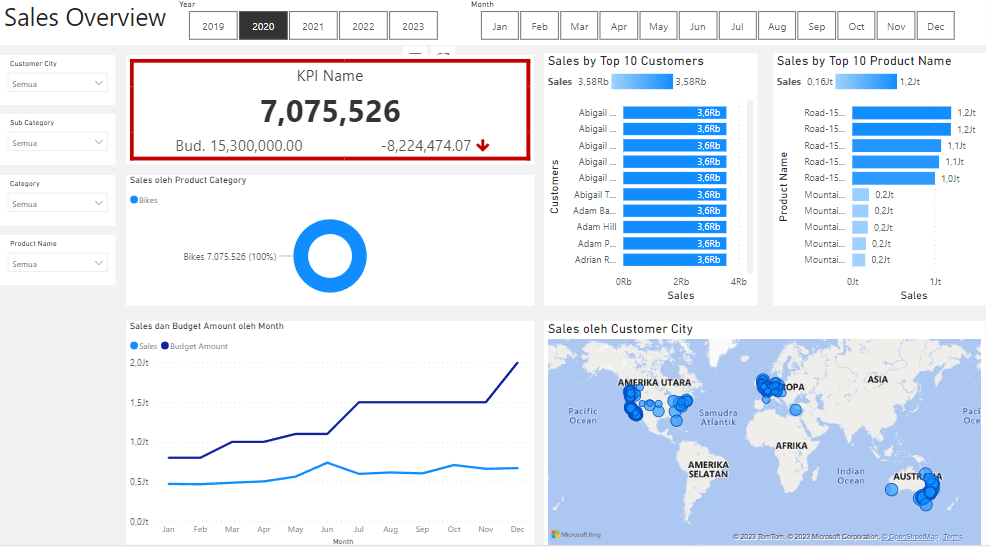 Sales Overview
Year
2019 2020 2021 2022 2023
Month
Jan Feb Mar Apr May Jun Jul Aug Sep Oct Nov Dec
Customer City
Semua
Sub Category
Semua
Category
Semua
Product Name
Semua
KPI Name
7,075,526
Bud. 15,300,000.00 -8,224,474.07
Sales oleh Product Category
Bikes
Bikes 7.075.526 (100%)
Sales by Top 10 Customers
Sales 3,58Rb 3,58Rb
Customers
Abigail ... 3,6Rb
Abigail ... 3,6Rb
Abigail ... 3,6Rb
Abigail ... 3,6Rb
Abigail ... 3,6Rb
Abigail T... 3,6Rb
Adam Ba... 3,6Rb
Adam Hill 3,6Rb
Adam P... 3,6Rb
Adrian R... 3,6Rb
0Rb 2Rb 4Rb
Sales
Sales by Top 10 Product Name
Sales 0,16Jt 1,2Jt
Product Name
Road-15... 1,2Jt
Road-15... 1,2Jt
Road-15... 1,1Jt
Road-15... 1,1Jt
Road-15... 1,0Jt
Mountai... 0,2Jt
Mountai... 0,2Jt
Mountai... 0,2Jt
Mountai... 0,2Jt
Mountai... 0,2Jt
0Jt 1Jt
Sales
Sales dan Budget Amount oleh Month
Sales Budget Amount
2,0Jt
1,5Jt
1,0Jt
0,5Jt
0,0Jt
Jan Feb Mar Apr May Jun Jul Aug Sep Oct Nov Dec
Month
Sales oleh Customer City
AMERIKA UTARA
ROPA
ASIA
Pacific
Ocean
Samudra
Atlantik
Paci
Oce
AFRIKA
AMERIKA
SELATAN
Indian
Ocean
AUSTRA
Microsoft Bing
© 2023 TomTom, © 2023 Microsoft Corporation, © OpenStreetMap Terms